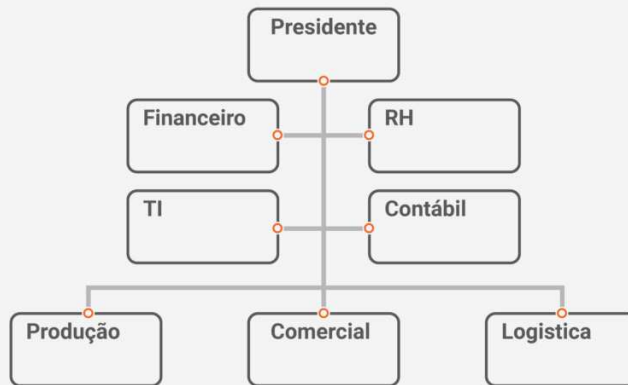 Presidente
Financeiro
RH
TI
Contábil
Produção
Comercial
Logistica